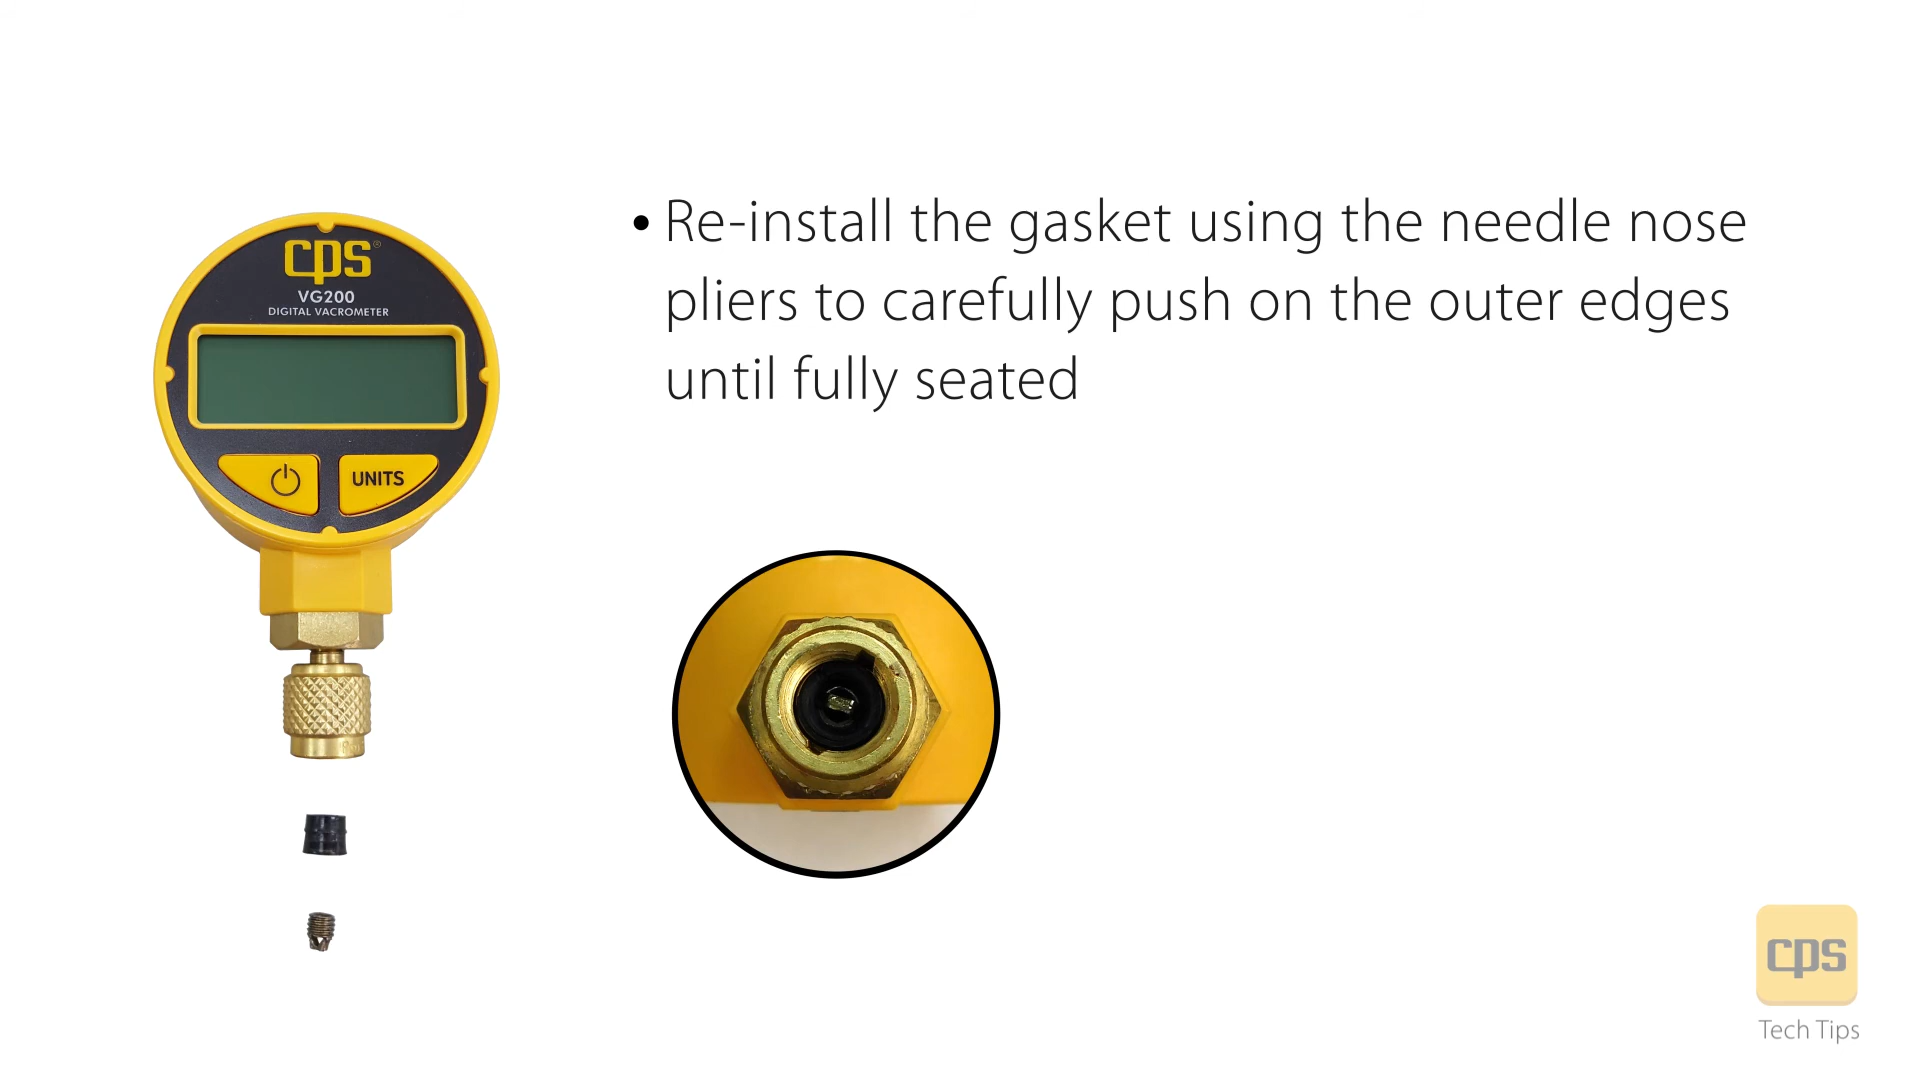 cps®
VG200
DIGITAL VACROMETER
UNITS
• Re-install the gasket using the needle nose
pliers to carefully push on the outer edges
until fully seated
cps
Tech Tips